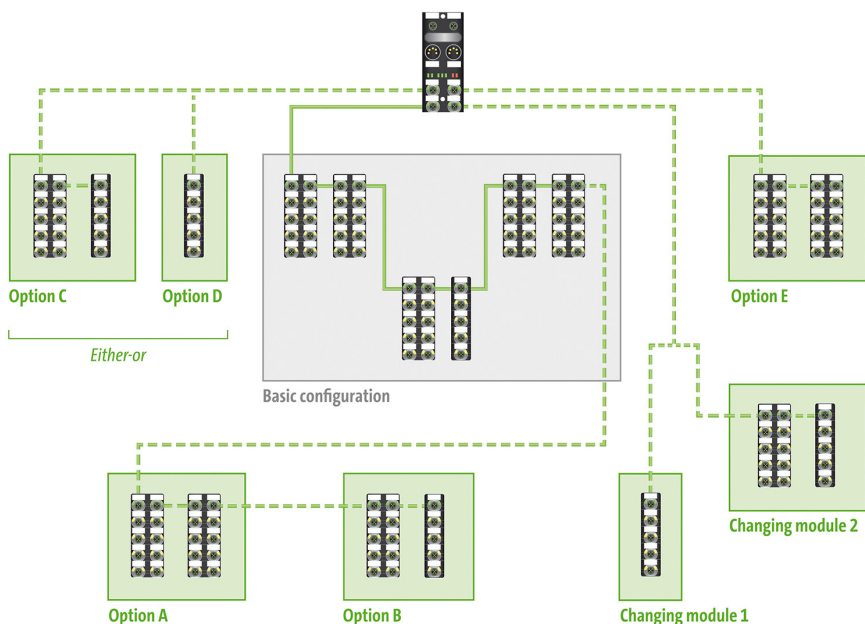 Option C
Option D
Option E
Either-or
Basic configuration
Changing module 2
Option A
Option B
Changing module 1